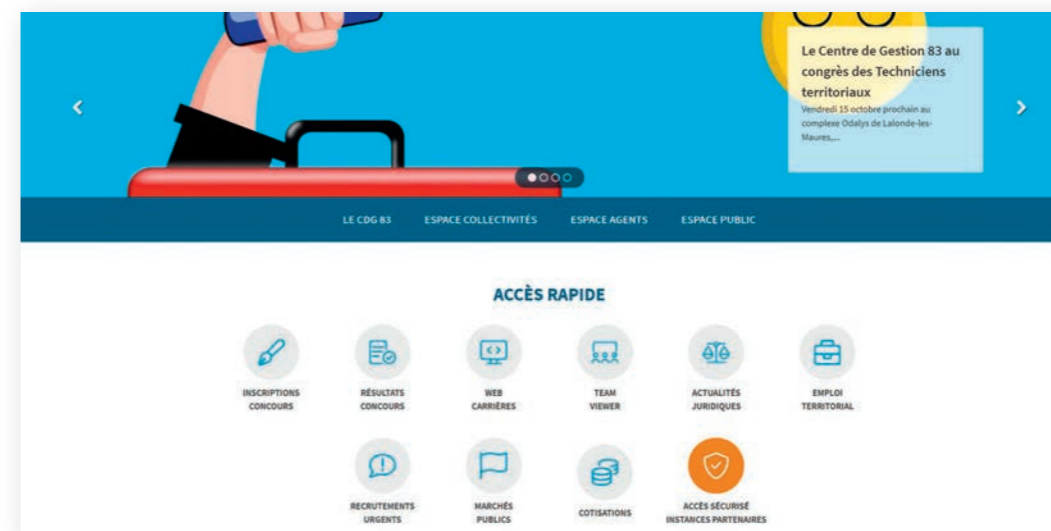 Le Centre de Gestion 83 au
congrès des Techniciens
territoriaux
Vendredi 15 octobre prochain au
complexe Odalys de Lalonde-les-
Maures,...
LE CDG 83
ESPACE COLLECTIVITÉS
ESPACE AGENTS
ESPACE PUBLIC
ACCÈS RAPIDE
INSCRIPTIONS
CONCOURS
RÉSULTATS
CONCOURS
WEB
CARRIÈRES
TEAM
VIEWER
ACTUALITÉS
JURIDIQUES
EMPLOI
TERRITORIAL
RECRUTEMENTS
URGENTS
MARCHÉS
PUBLICS
COTISATIONS
ACCÈS SÉCURISÉ
INSTANCES PARTENAIRES